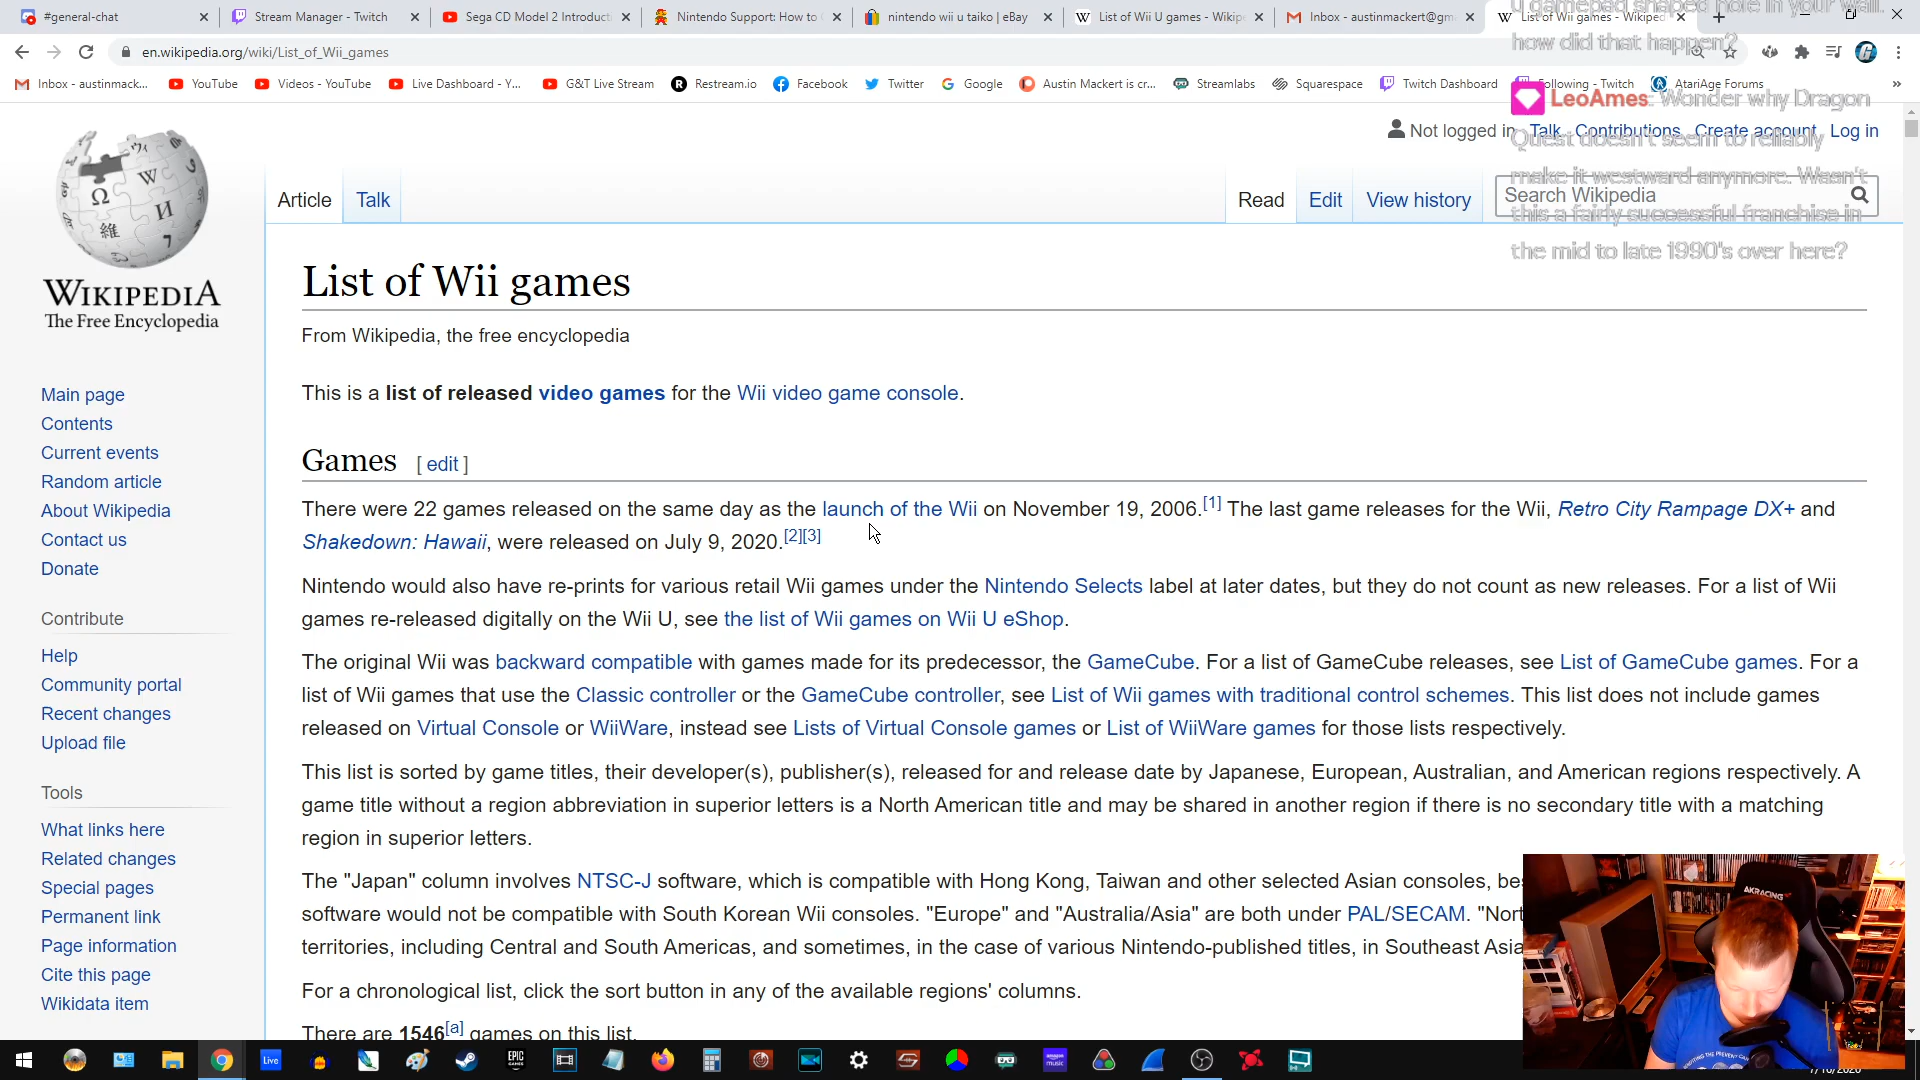 #general-chat
Stream Manager - Twitch
Sega CD Model 2 Introduct
Nintendo Support: How to
nintendo wii u taiko | eBay
List of Wii U games - Wikip
Inbox - austinmackert@gm
List of Wii games - Wikiped
u gamepad shaped hole in your wall.
how did that happen?
en.wikipedia.org/wiki/List_of_Wii_games
Inbox - austinmack...
YouTube
Videos - YouTube
Live Dashboard - Y...
G&T Live Stream
Restream.io
Facebook
Twitter
Google
Austin Mackert is cr...
Streamlabs
Squarespace
Twitch Dashboard
Following - Twitch
AtariAge Forums
LeoAmes: Wonder why Dragon
Quest doesn't seem to reliably
make it westward anymore. Wasn't
this a fairly successful franchise in
the mid to late 1990's over here?
Not logged in Talk Contributions Create account Log in
Article Talk
Read Edit View history
Search Wikipedia
WIKIPEDIA
The Free Encyclopedia
Main page
Contents
Current events
Random article
About Wikipedia
Contact us
Donate
Contribute
Help
Community portal
Recent changes
Upload file
Tools
What links here
Related changes
Special pages
Permanent link
Page information
Cite this page
Wikidata item
List of Wii games
From Wikipedia, the free encyclopedia
This is a list of released video games for the Wii video game console.
Games [ edit ]
There were 22 games released on the same day as the launch of the Wii on November 19, 2006.[1] The last game releases for the Wii, Retro City Rampage DX+ and
Shakedown: Hawaii, were released on July 9, 2020.[2][3]
Nintendo would also have re-prints for various retail Wii games under the Nintendo Selects label at later dates, but they do not count as new releases. For a list of Wii
games re-released digitally on the Wii U, see the list of Wii games on Wii U eShop.
The original Wii was backward compatible with games made for its predecessor, the GameCube. For a list of GameCube releases, see List of GameCube games. For a
list of Wii games that use the Classic controller or the GameCube controller, see List of Wii games with traditional control schemes. This list does not include games
released on Virtual Console or WiiWare, instead see Lists of Virtual Console games or List of WiiWare games for those lists respectively.
This list is sorted by game titles, their developer(s), publisher(s), released for and release date by Japanese, European, Australian, and American regions respectively. A
game title without a region abbreviation in superior letters is a North American title and may be shared in another region if there is no secondary title with a matching
region in superior letters.
The "Japan" column involves NTSC-J software, which is compatible with Hong Kong, Taiwan and other selected Asian consoles, bes
software would not be compatible with South Korean Wii consoles. "Europe" and "Australia/Asia" are both under PAL/SECAM. "Nort
territories, including Central and South Americas, and sometimes, in the case of various Nintendo-published titles, in Southeast Asia
For a chronological list, click the sort button in any of the available regions' columns.
There are 1546[a] games on this list.
AKRACING
Live
EPIC
GAMES
amazon
music